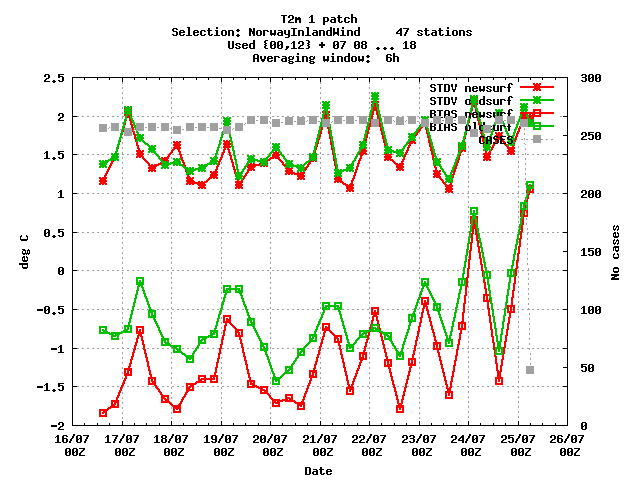 T2m 1 patch
Selection: NorwayInlandWind 47 stations
Used {00,12} + 07 08 ... 18
Averaging window: 6h
STDV newsurf
STDV oldsurf
BIAS newsurf
BIAS oldsurf
CASES
2.5
2
1.5
1
0.5
0
-0.5
-1
-1.5
-2
deg C
300
250
200
150
100
50
0
No cases
16/07 17/07 18/07 19/07 20/07 21/07 22/07 23/07 24/07 25/07 26/07
00Z 00Z 00Z 00Z 00Z 00Z 00Z 00Z 00Z 00Z 00Z
Date